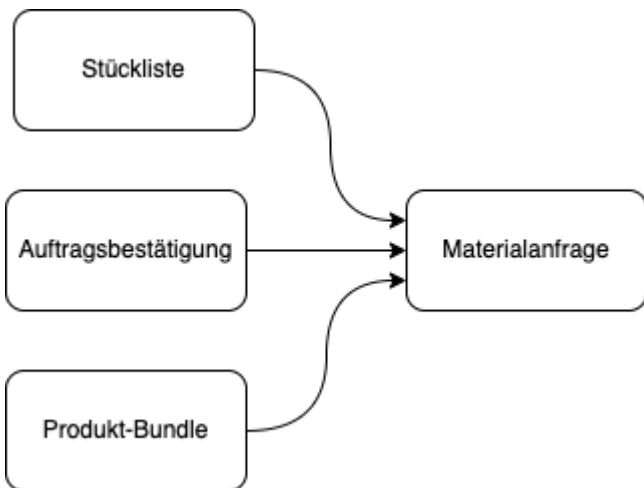 Stückliste
Auftragsbestätigung
Materialanfrage
Produkt-Bundle